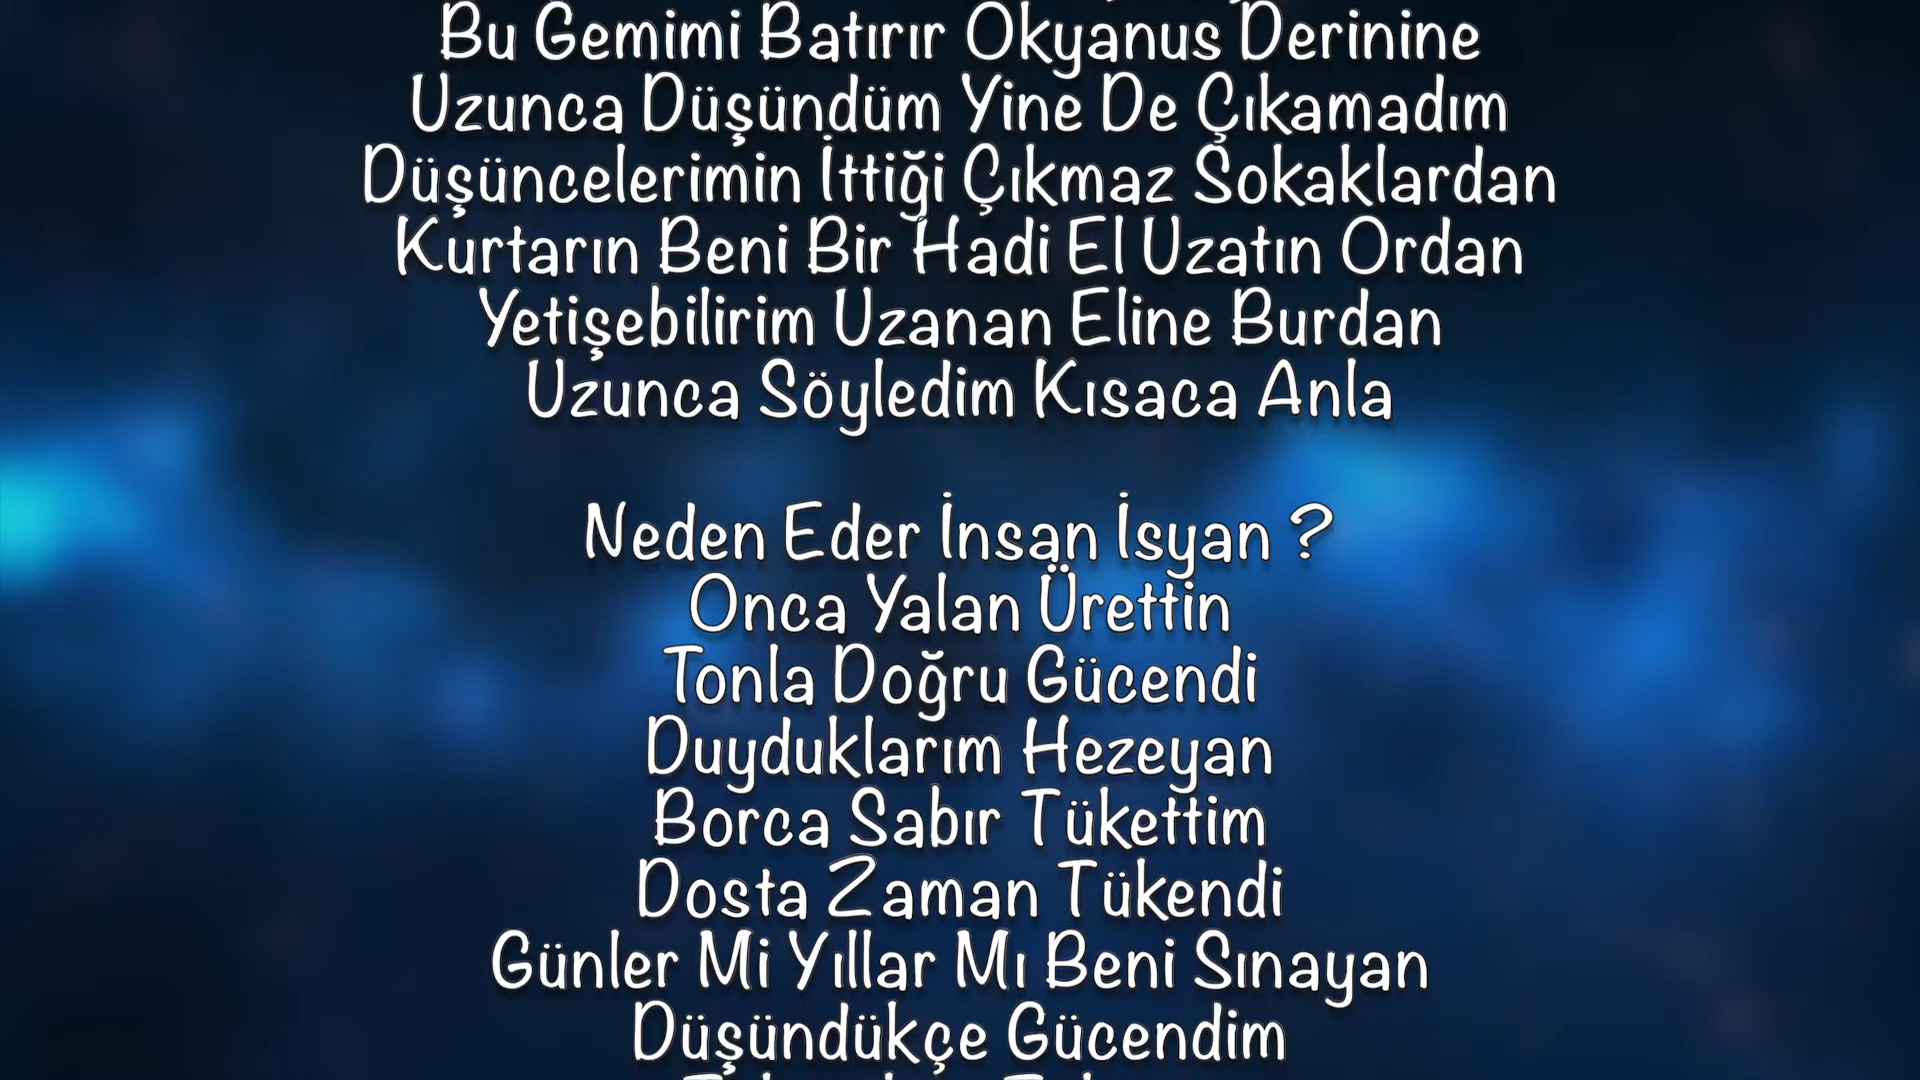 Bu Gemimi Batırır Okyanus Derinine
Uzunca Düşündüm Yine De Çıkamadım
Düşüncelerimin İttiği Çıkmaz Sokaklardan
Kurtarın Beni Bir Hadi El Uzatın Ordan
Yetişebilirim Uzanan Eline Burdan
Uzunca Söyledim Kısaca Anla
Neden Eder İnsan İsyan ?
Onca Yalan Ürettin
Tonla Doğru Gücendi
Duyduklarım Hezeyan
Borca Sabır Tükettim
Dosta Zaman Tükendi
Günler Mi Yıllar Mı Beni Sınayan
Düşündükçe Gücendim